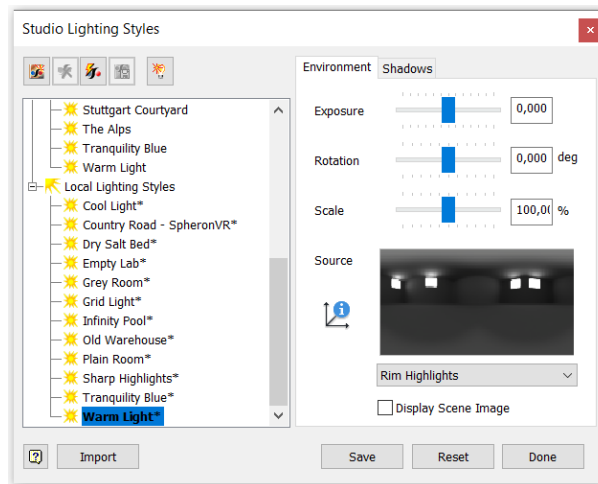 Studio Lighting Styles
Environment
Shadows
Stuttgart Courtyard
The Alps
Tranquility Blue
Warm Light
Local Lighting Styles
Cool Light*
Country Road - SpheronVR*
Dry Salt Bed*
Empty Lab*
Grey Room*
Grid Light*
Infinity Pool*
Old Warehouse*
Plain Room*
Sharp Highlights*
Tranquility Blue*
Warm Light*
Exposure
0,000
Rotation
0,000 deg
Scale
100,0( %
Source
Rim Highlights
Display Scene Image
Import
Save
Reset
Done